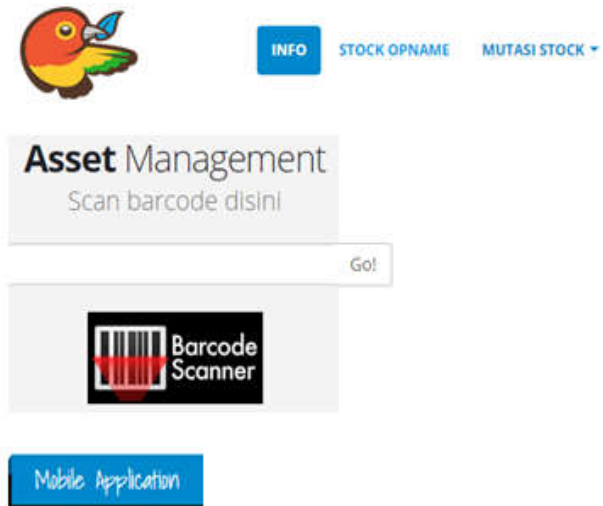 INFO STOCK OPNAME MUTASI STOCK
Asset Management
Scan barcode disini
Go!
Barcode
Scanner
Mobile Application